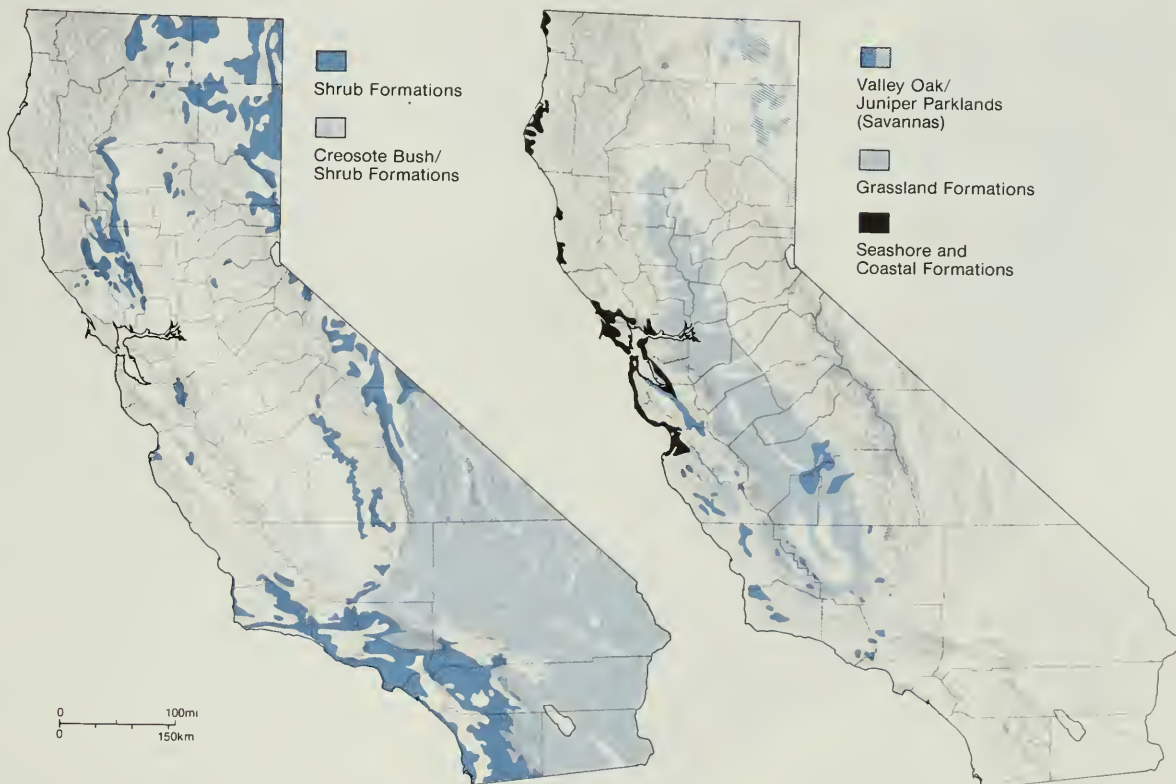 Shrub Formations
Creosote Bush/
Shrub Formations
0 100mi
0 150km
Valley Oak/
Juniper Parklands
(Savannas)
Grassland Formations
Seashore and
Coastal Formations